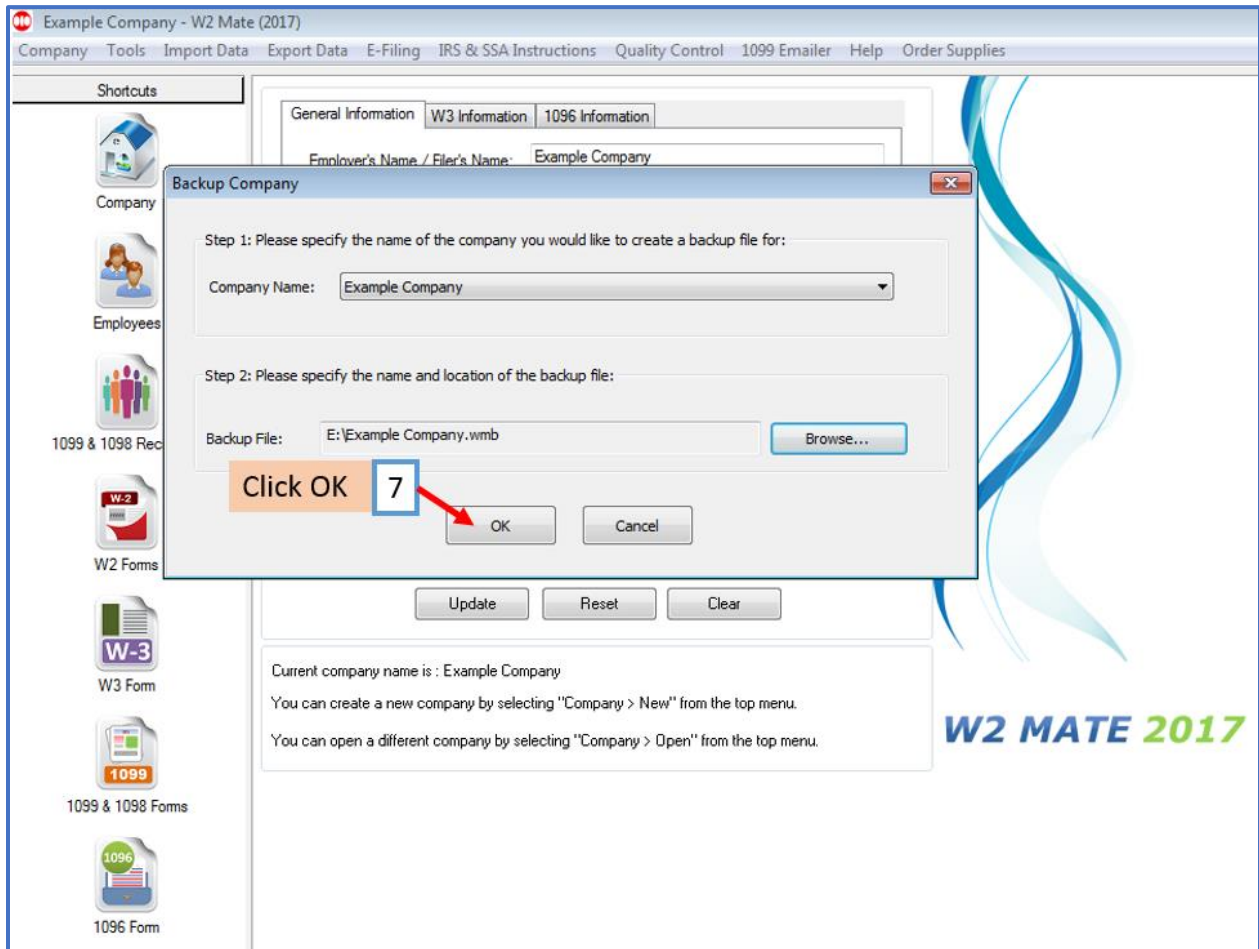 Example Company - W2 Mate (2017)
Company Tools Import Data Export Data E-Filing IRS & SSA Instructions Quality Control 1099 Emailer Help Order Supplies
Shortcuts
General Information W3 Information 1096 Information
Employer's Name / Filer's Name: Example Company
Backup Company
Company
Step 1: Please specify the name of the company you would like to create a backup file for:
Company Name: Example Company
Employees
Step 2: Please specify the name and location of the backup file:
Backup File: E:\Example Company.wmb Browse...
1099 & 1098 Rec
Click OK 7
OK Cancel
W-2
W2 Forms
Update Reset Clear
W-3
W3 Form
Current company name is : Example Company
You can create a new company by selecting "Company > New" from the top menu.
You can open a different company by selecting "Company > Open" from the top menu.
W2 MATE 2017
1099
1099 & 1098 Forms
1096
1096 Form